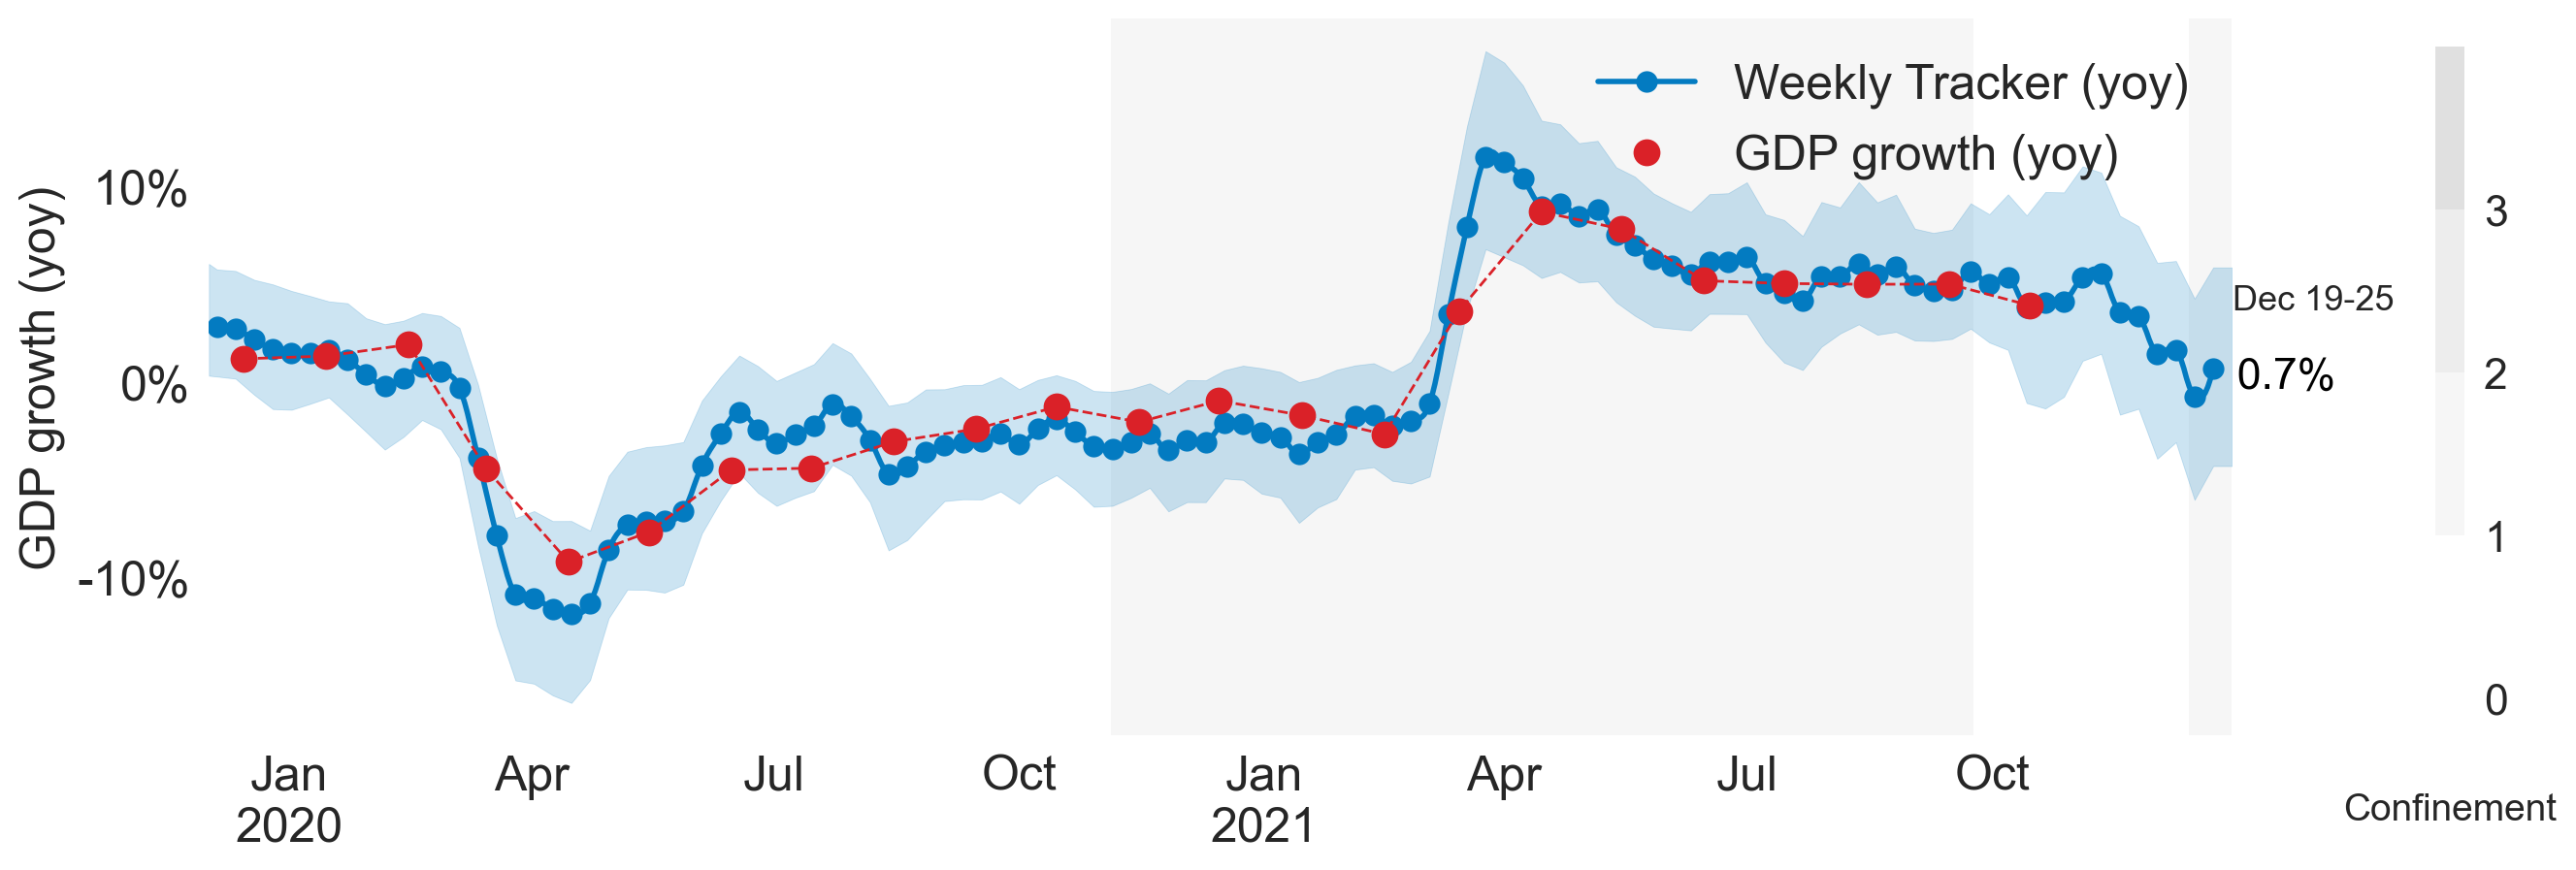 GDP growth (yoy)
10%
0%
-10%
Weekly Tracker (yoy)
GDP growth (yoy)
Dec 19-25
0.7%
3
2
1
0
Confinement
Jan Apr Jul Oct Jan Apr Jul Oct
2020 2021